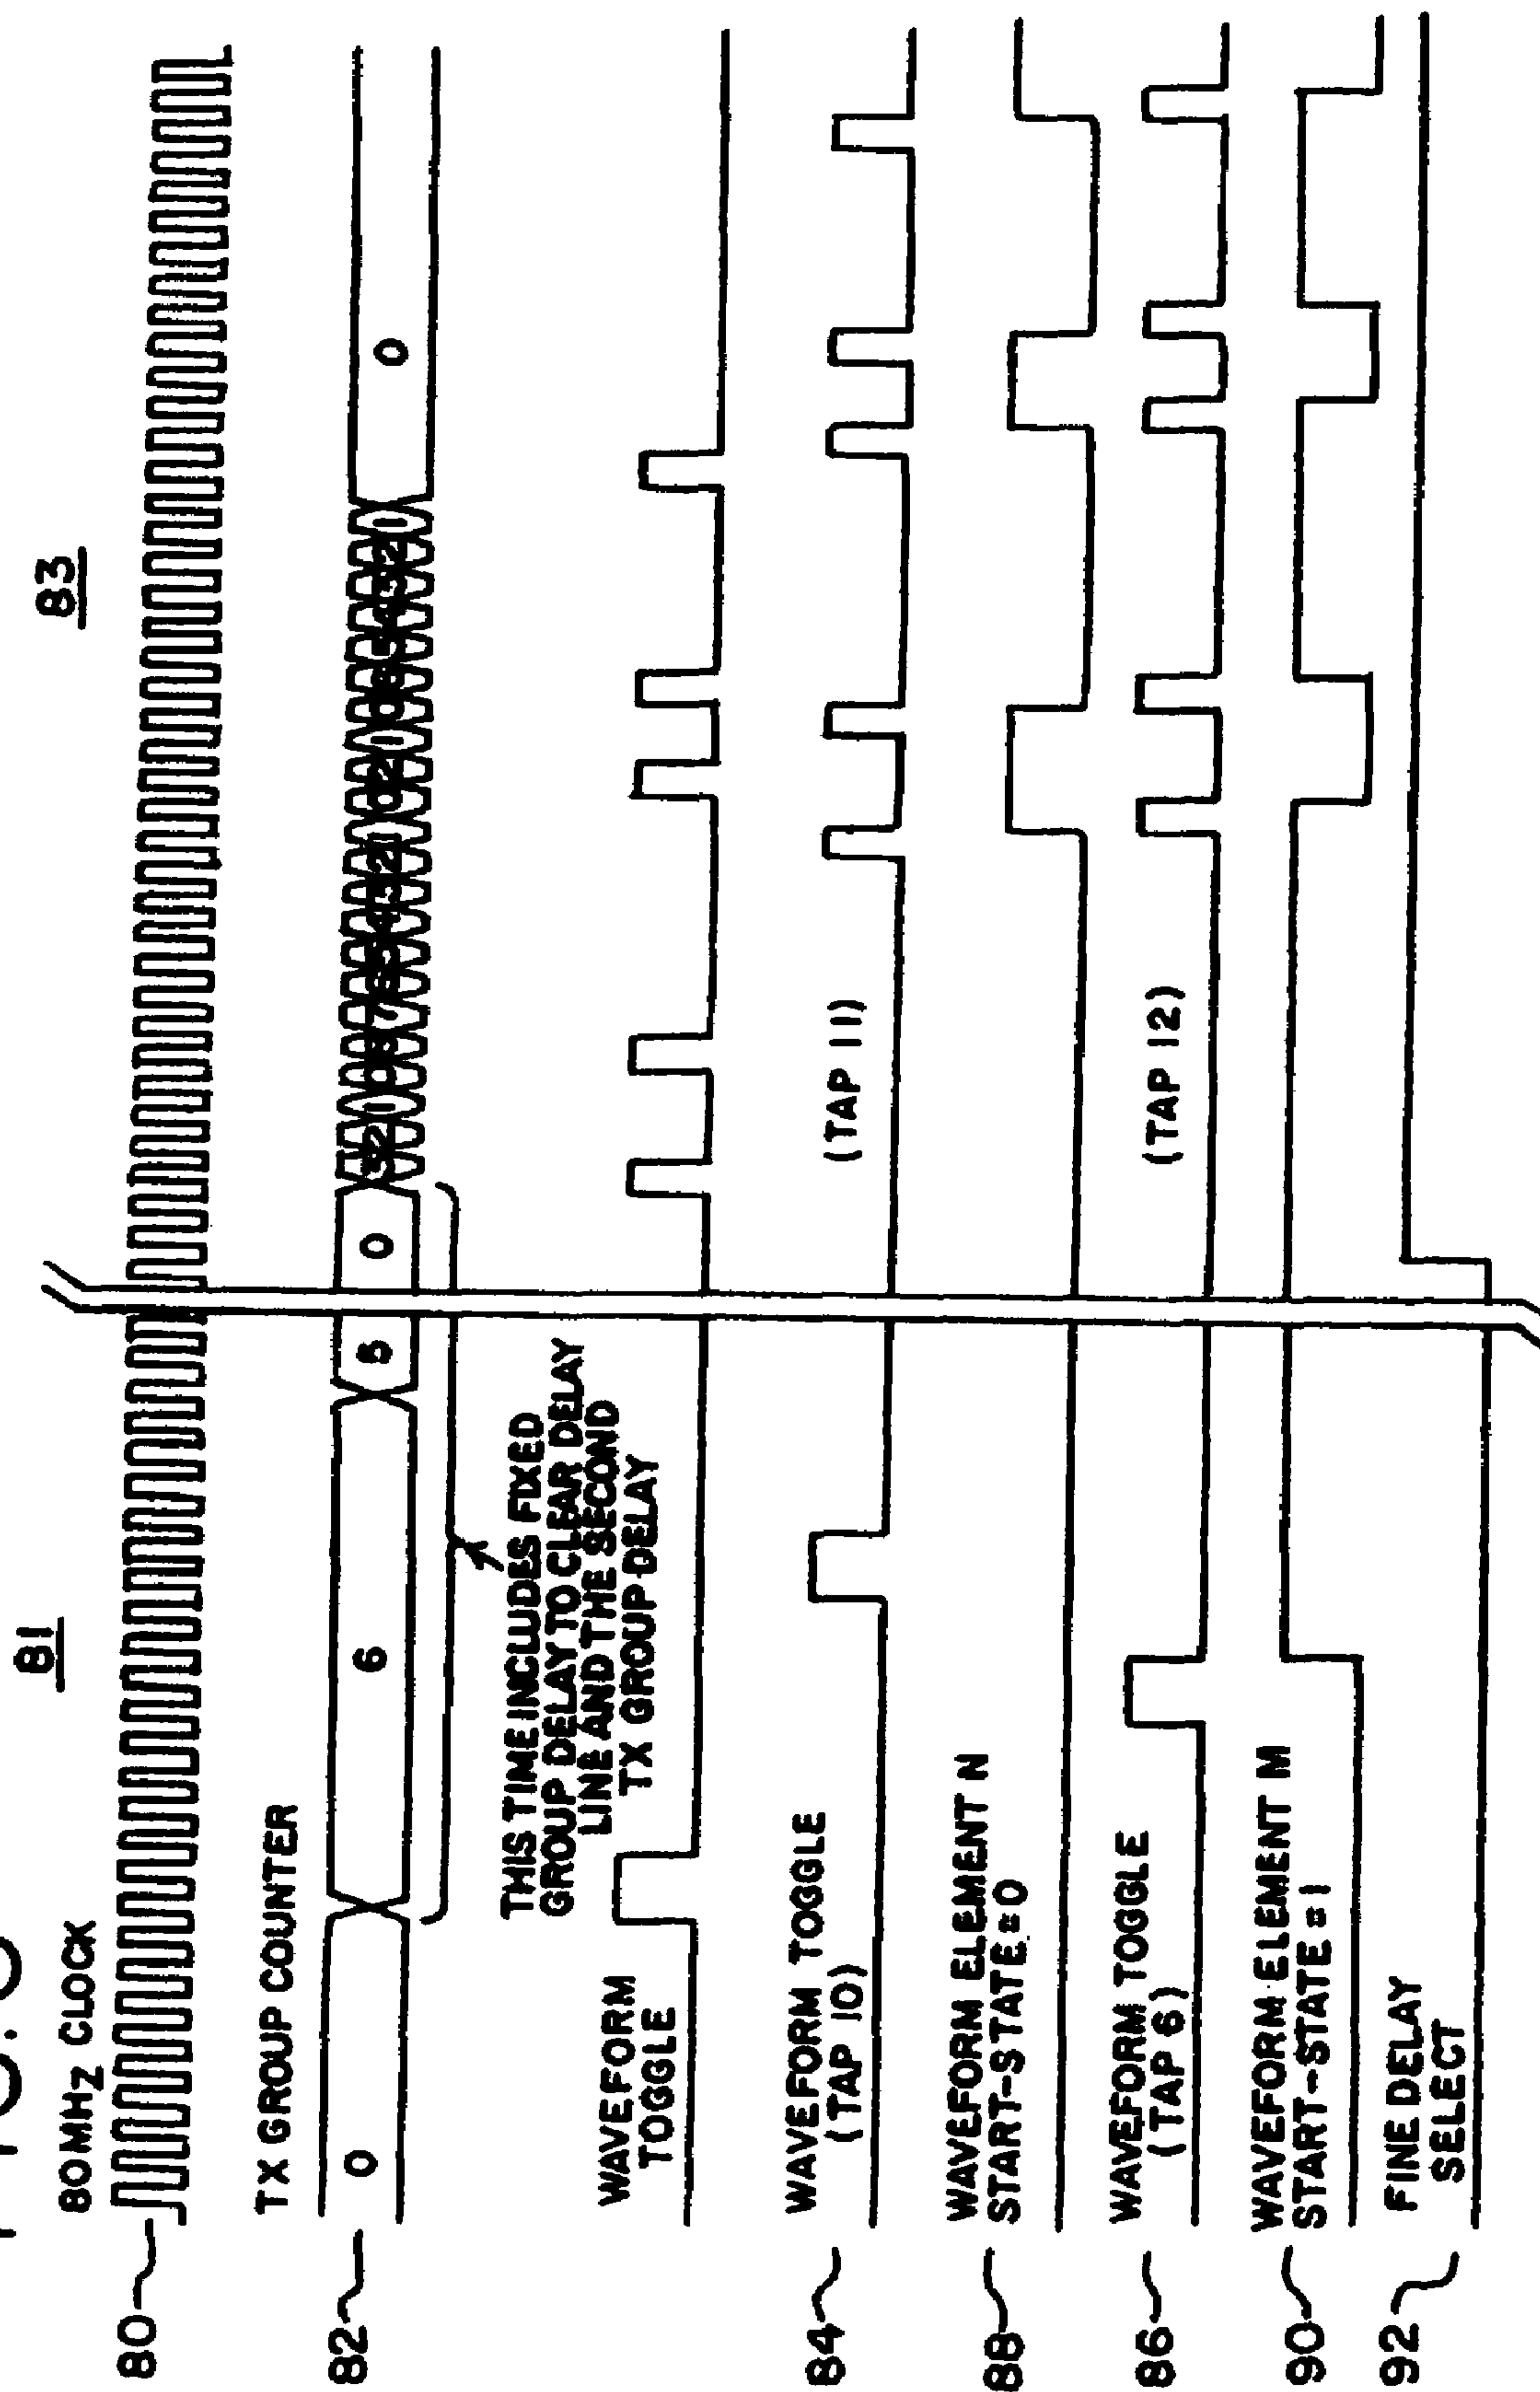 81
83
80
80 MHZ CLOCK
82
TX GROUP COUNTER
0
6
5
0
0
THIS TIME INCLUDES FIXED
GROUP DELAY TO CLEAR DELAY
LINE AND THE SECOND
TX GROUP DELAY
WAVEFORM
TOGGLE
84
WAVEFORM TOGGLE
(TAP 10)
(TAP 11)
88
WAVEFORM ELEMENT N
START-STATE=0
86
WAVEFORM TOGGLE
(TAP 6)
(TAP 12)
90
WAVEFORM ELEMENT M
START-STATE=1
92
FINE DELAY
SELECT